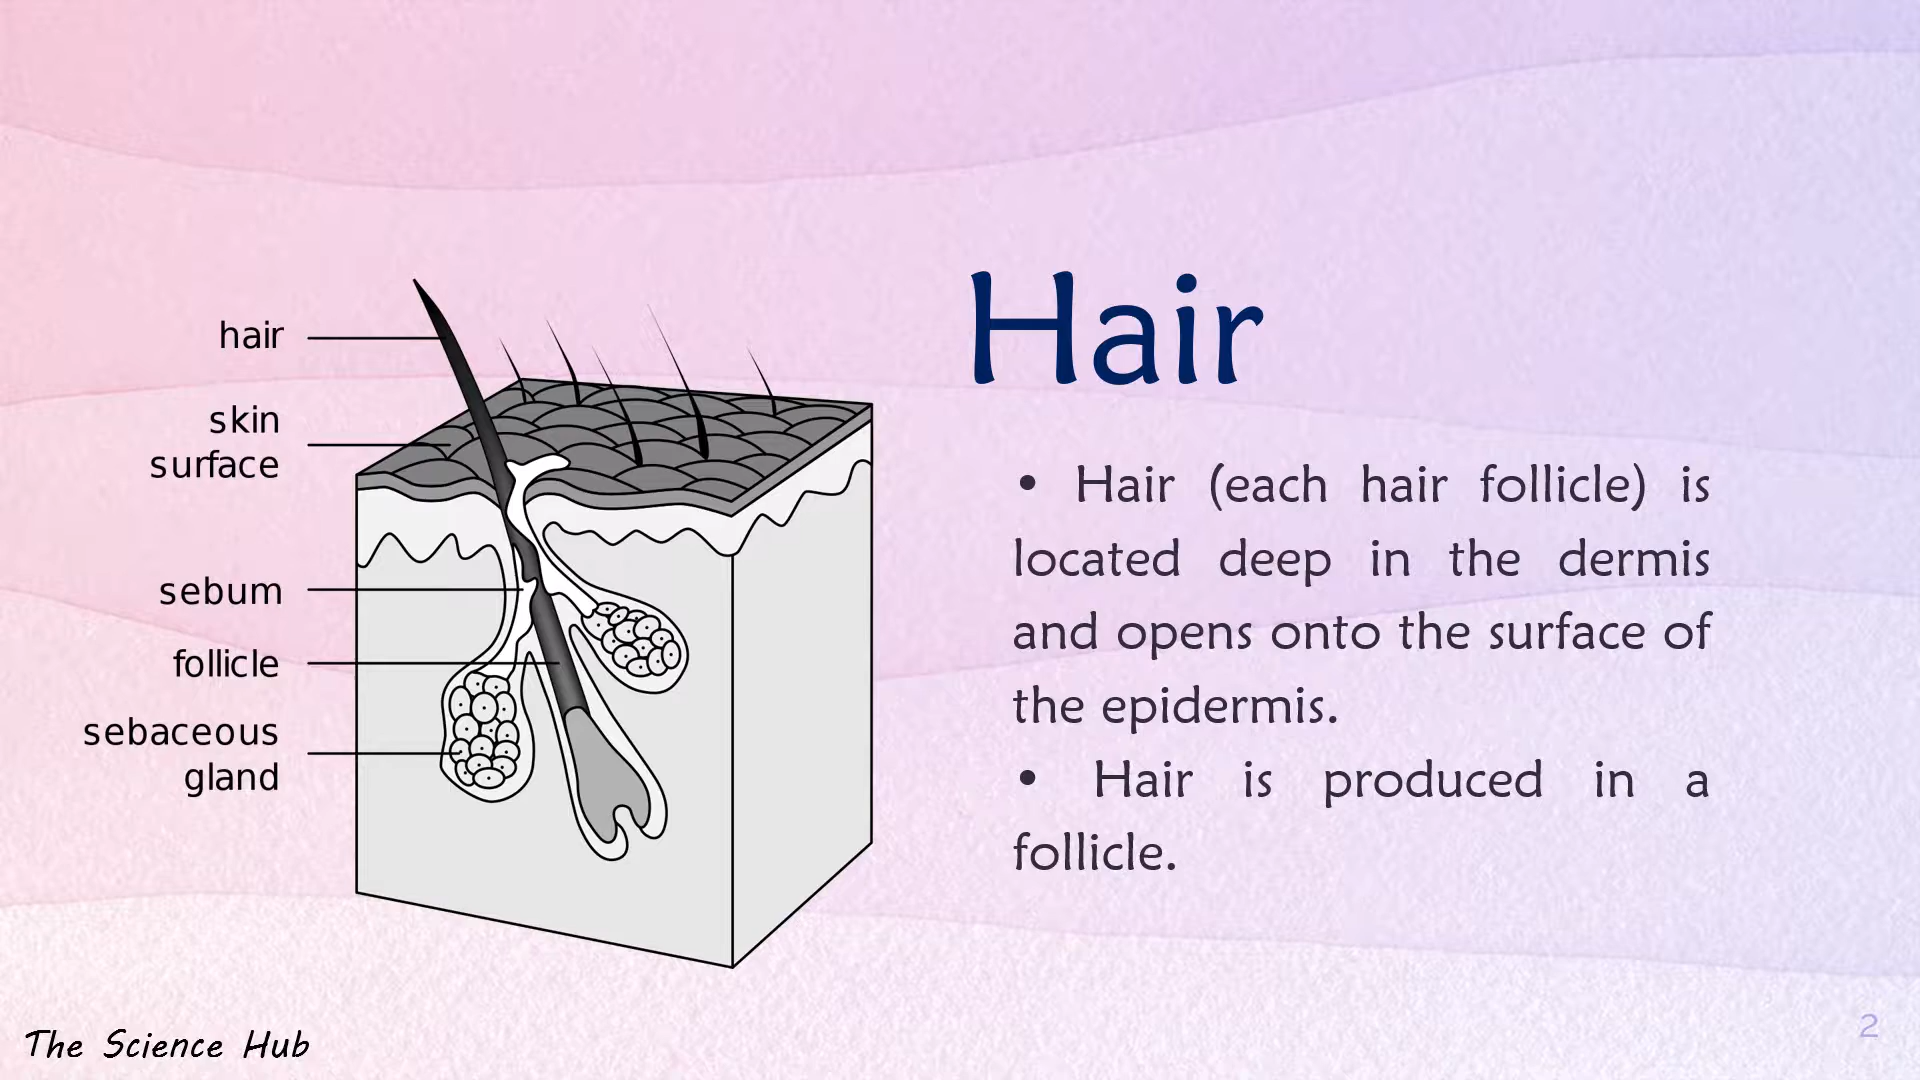 hair
skin
surface
sebum
follicle
sebaceous
gland
Hair
• Hair (each hair follicle) is
located deep in the dermis
and opens onto the surface of
the epidermis.
• Hair is produced in a
follicle.
The Science Hub
2